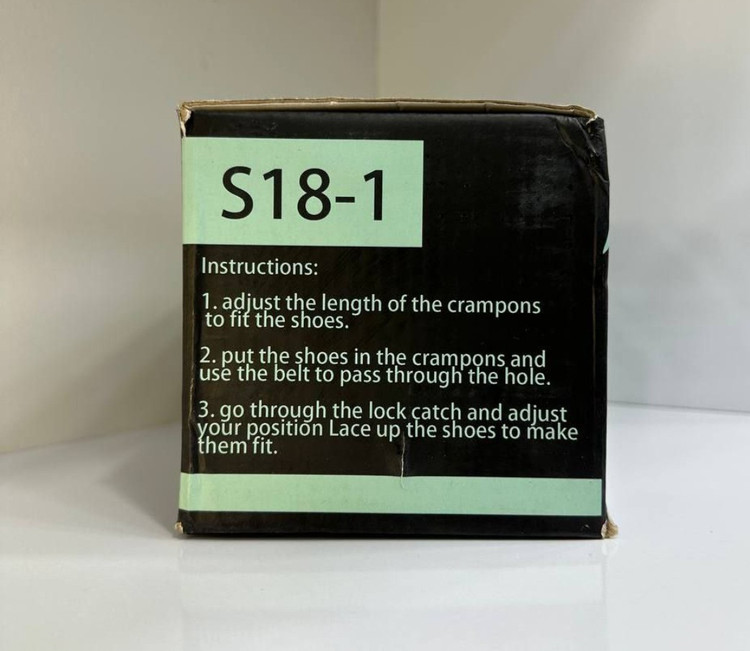 S18-1
Instructions:
1. adjust the length of the crampons
to fit the shoes.
2. put the shoes in the crampons and
use the belt to pass through the hole.
3. go through the lock catch and adjust
your position Lace up the shoes to make
them fit.